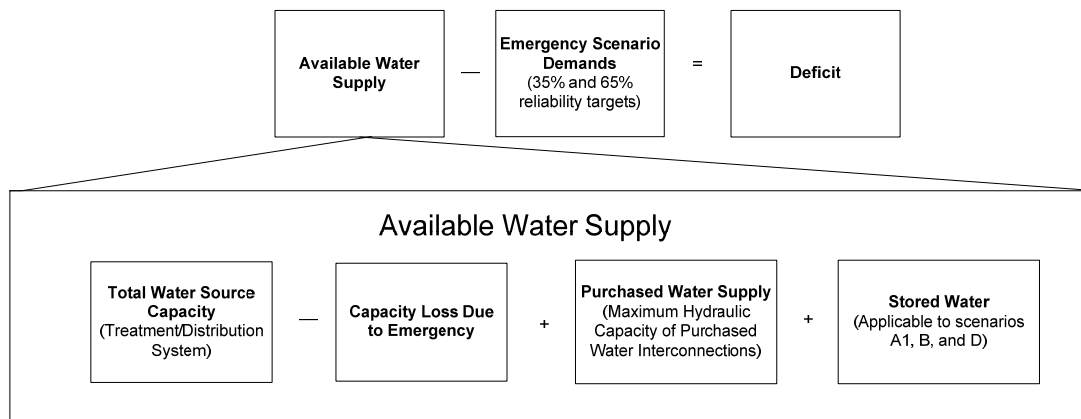 Available Water
Supply
—
Emergency Scenario
Demands
(35% and 65%
reliability targets)
=
Deficit
Available Water Supply
Total Water Source
Capacity
(Treatment/Distribution
System)
—
Capacity Loss Due
to Emergency
+
Purchased Water Supply
(Maximum Hydraulic
Capacity of Purchased
Water Interconnections)
+
Stored Water
(Applicable to scenarios
A1, B, and D)